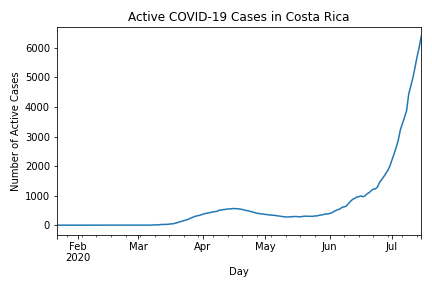 Active COVID-19 Cases in Costa Rica
Number of Active Cases
6000
5000
4000
3000
2000
1000
0
Feb Mar Apr May Jun Jul
2020
Day